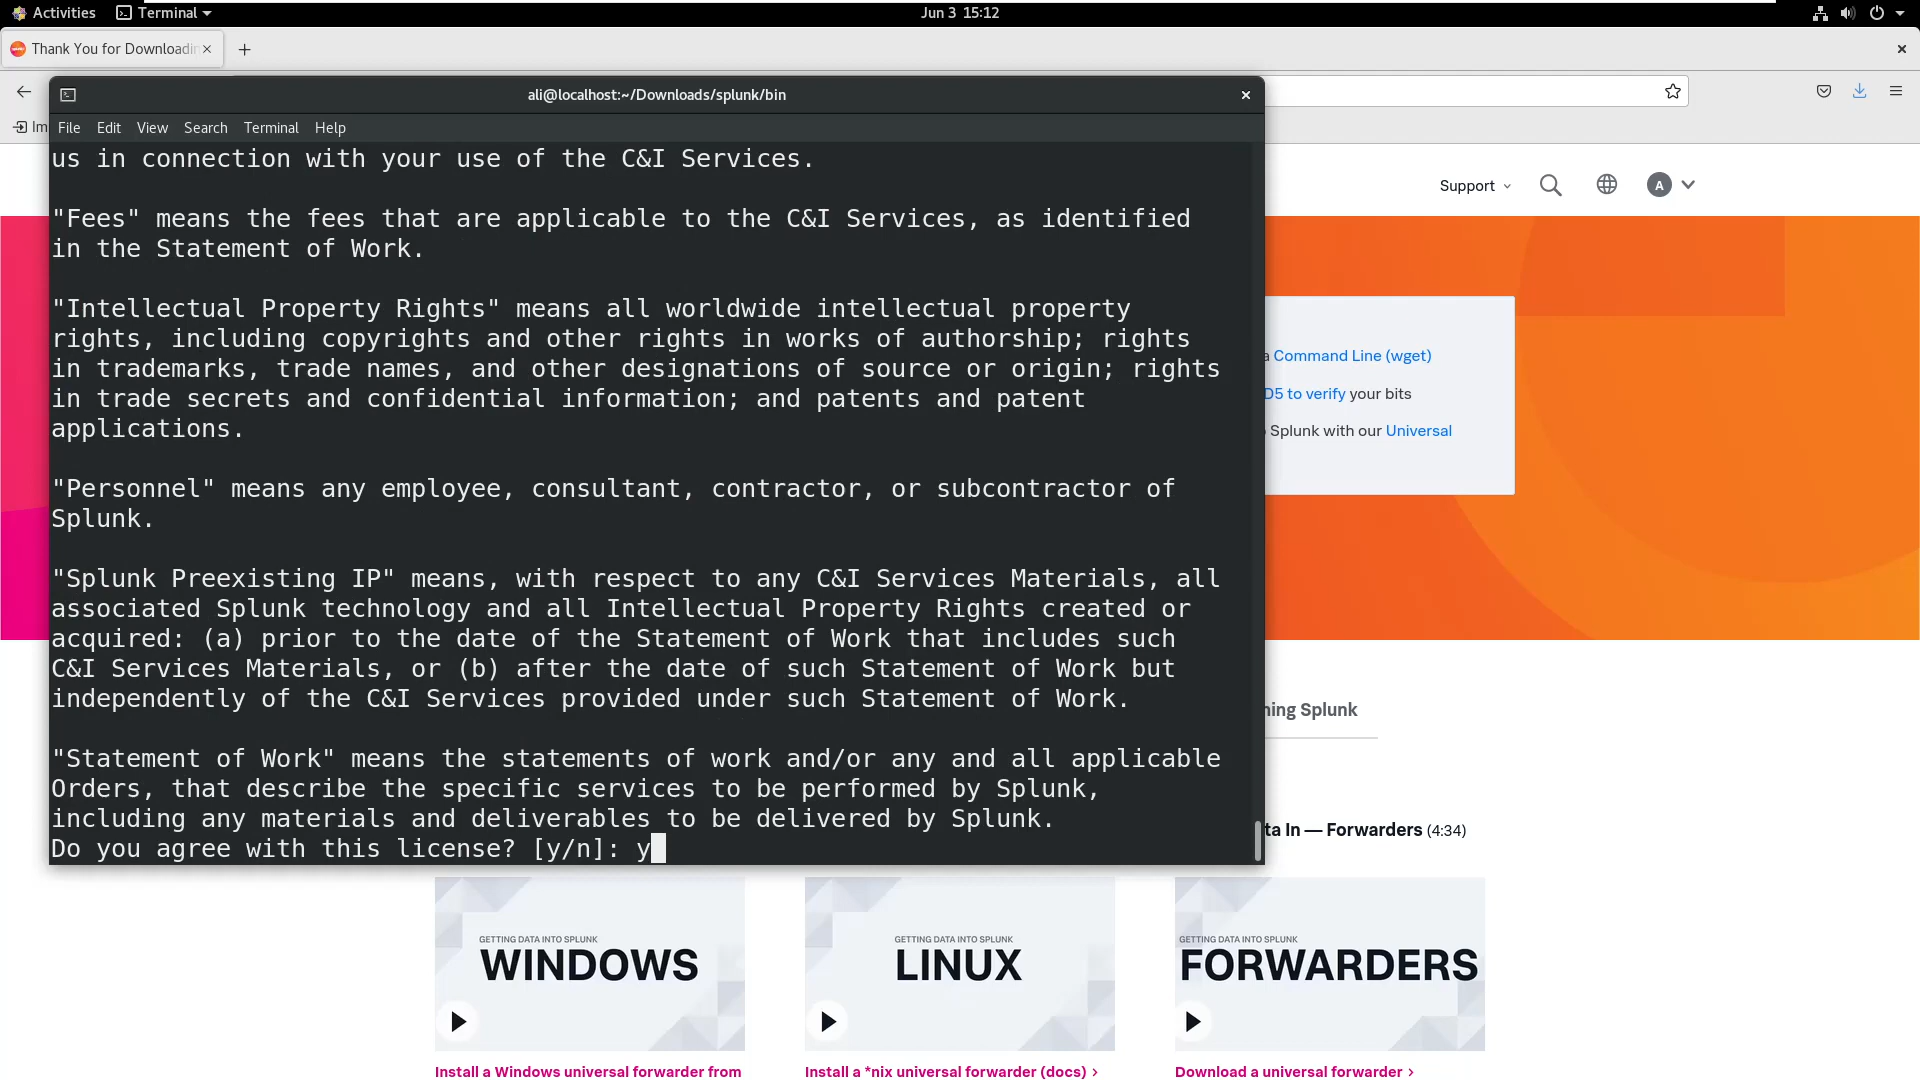 Activities
Terminal
Jun 3 15:12
Thank You for Downloadin
ali@localhost:~/Downloads/splunk/bin
Im
File Edit View Search Terminal Help
us in connection with your use of the C&I Services.
"Fees" means the fees that are applicable to the C&I Services, as identified
in the Statement of Work.
"Intellectual Property Rights" means all worldwide intellectual property
rights, including copyrights and other rights in works of authorship; rights
in trademarks, trade names, and other designations of source or origin; rights
in trade secrets and confidential information; and patents and patent
applications.
"Personnel" means any employee, consultant, contractor, or subcontractor of
Splunk.
"Splunk Preexisting IP" means, with respect to any C&I Services Materials, all
associated Splunk technology and all Intellectual Property Rights created or
acquired: (a) prior to the date of the Statement of Work that includes such
C&I Services Materials, or (b) after the date of such Statement of Work but
independently of the C&I Services provided under such Statement of Work.
"Statement of Work" means the statements of work and/or any and all applicable
Orders, that describe the specific services to be performed by Splunk,
including any materials and deliverables to be delivered by Splunk.
Do you agree with this license? [y/n]: y
Support
A
a Command Line (wget)
D5 to verify your bits
Splunk with our Universal
ning Splunk
ta In — Forwarders (4:34)
GETTING DATA INTO SPLUNK
WINDOWS
GETTING DATA INTO SPLUNK
LINUX
GETTING DATA INTO SPLUNK
FORWARDERS
Install a Windows universal forwarder from
Install a *nix universal forwarder (docs) ›
Download a universal forwarder ›